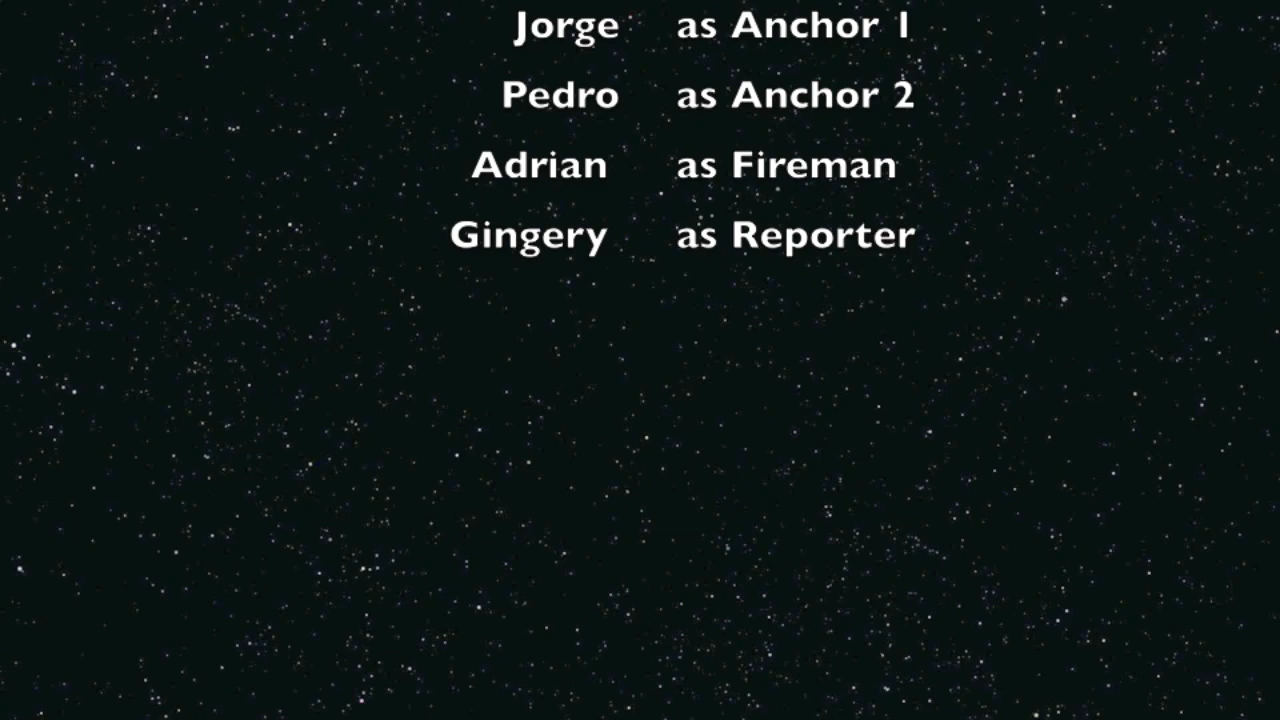 Jorge as Anchor 1
Pedro as Anchor 2
Adrian as Fireman
Gingery as Reporter